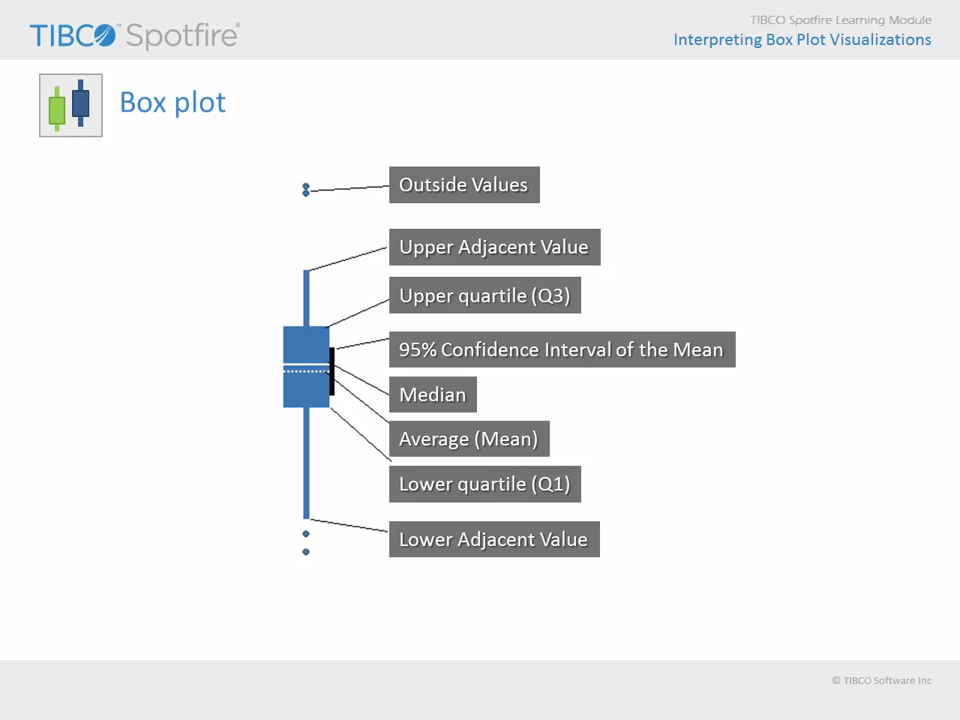 TIBCO™ Spotfire®
TIBCO Spotfire Learning Module
Interpreting Box Plot Visualizations
Box plot
Outside Values
Upper Adjacent Value
Upper quartile (Q3)
95% Confidence Interval of the Mean
Median
Average (Mean)
Lower quartile (Q1)
Lower Adjacent Value
© TIBCO Software Inc